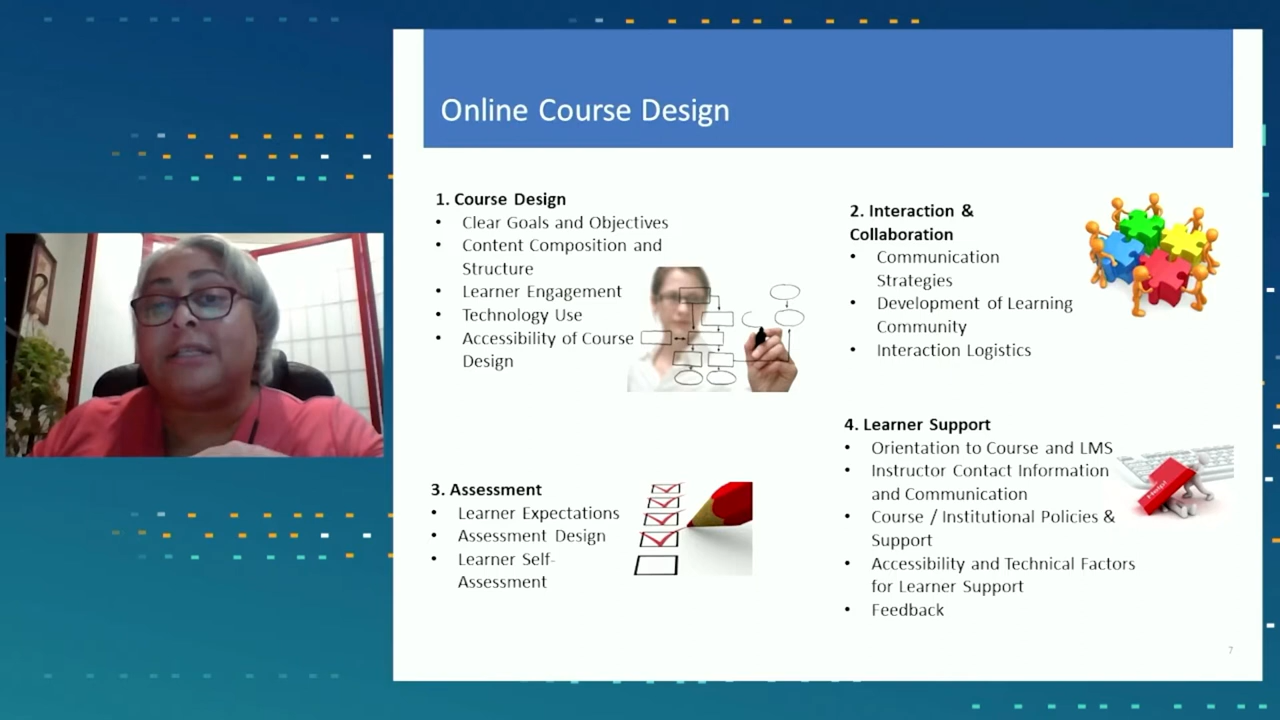 Online Course Design
1. Course Design
• Clear Goals and Objectives
• Content Composition and
Structure
• Learner Engagement
• Technology Use
• Accessibility of Course
Design
2. Interaction &
Collaboration
• Communication
Strategies
• Development of Learning
Community
• Interaction Logistics
3. Assessment
• Learner Expectations
• Assessment Design
• Learner Self-
Assessment
4. Learner Support
• Orientation to Course and LMS
• Instructor Contact Information
and Communication
• Course / Institutional Policies &
Support
• Accessibility and Technical Factors
for Learner Support
• Feedback
7